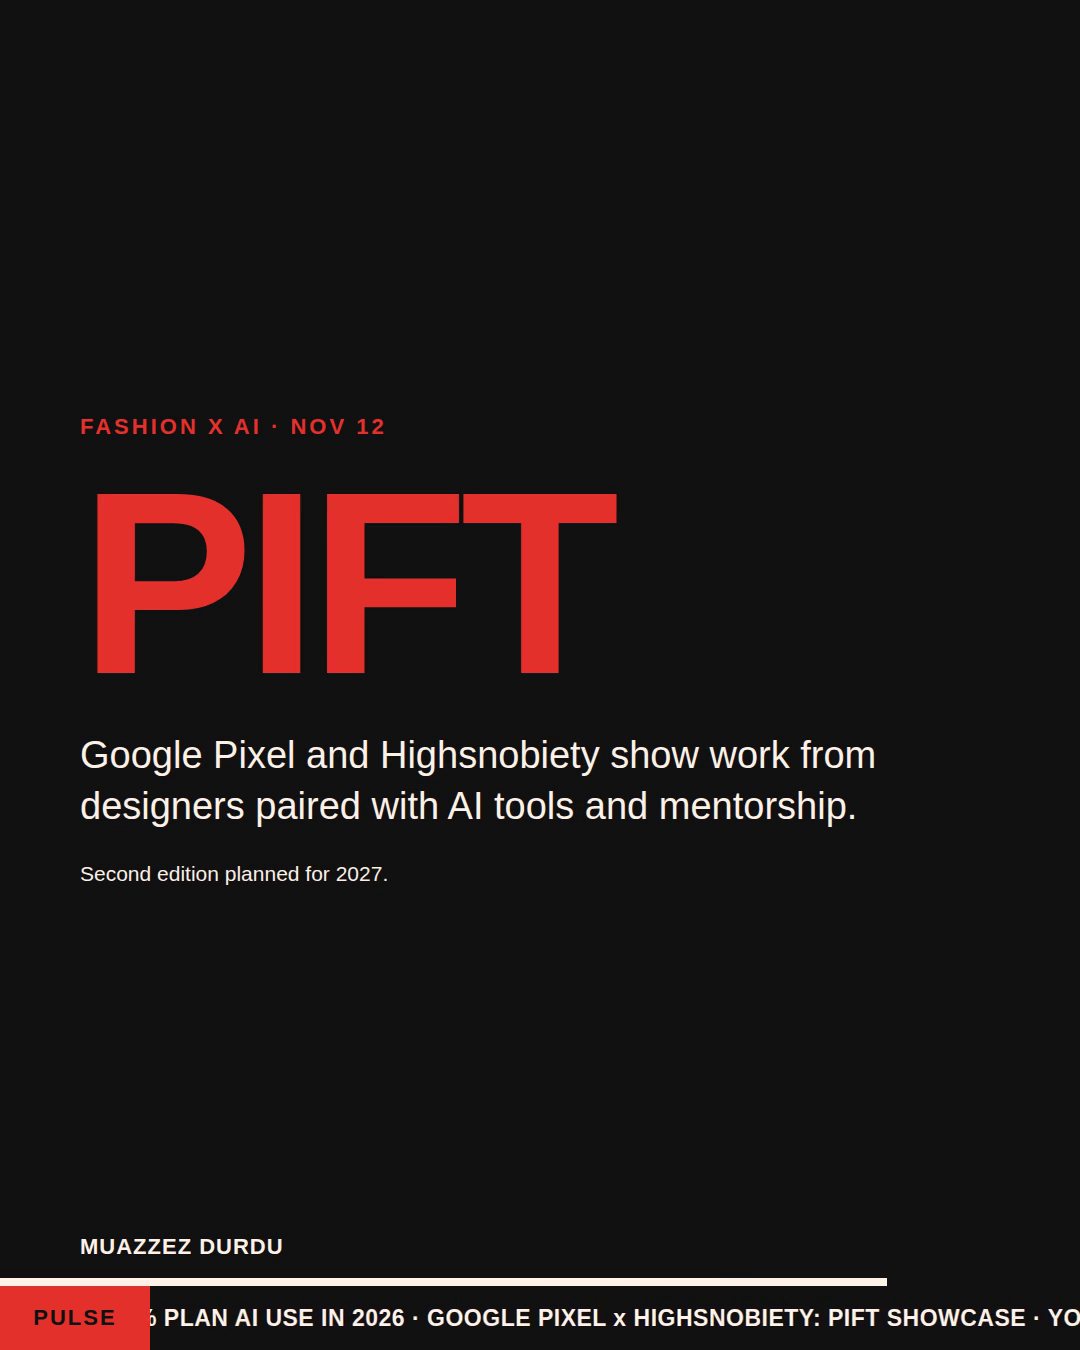 FASHION X AI · NOV 12
PIFT
Google Pixel and Highsnobiety show work from
designers paired with AI tools and mentorship.
Second edition planned for 2027.
MUAZZEZ DURDU
PULSE % PLAN AI USE IN 2026 · GOOGLE PIXEL x HIGHSNOBIETY: PIFT SHOWCASE ·